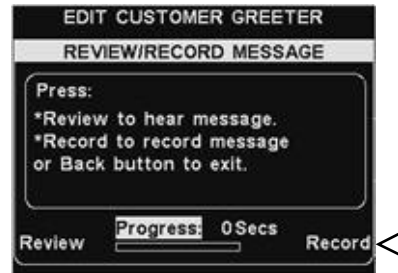 EDIT CUSTOMER GREETER
REVIEW/RECORD MESSAGE
Press:
*Review to hear message.
*Record to record message
or Back button to exit.
Progress: 0Secs
Review Record